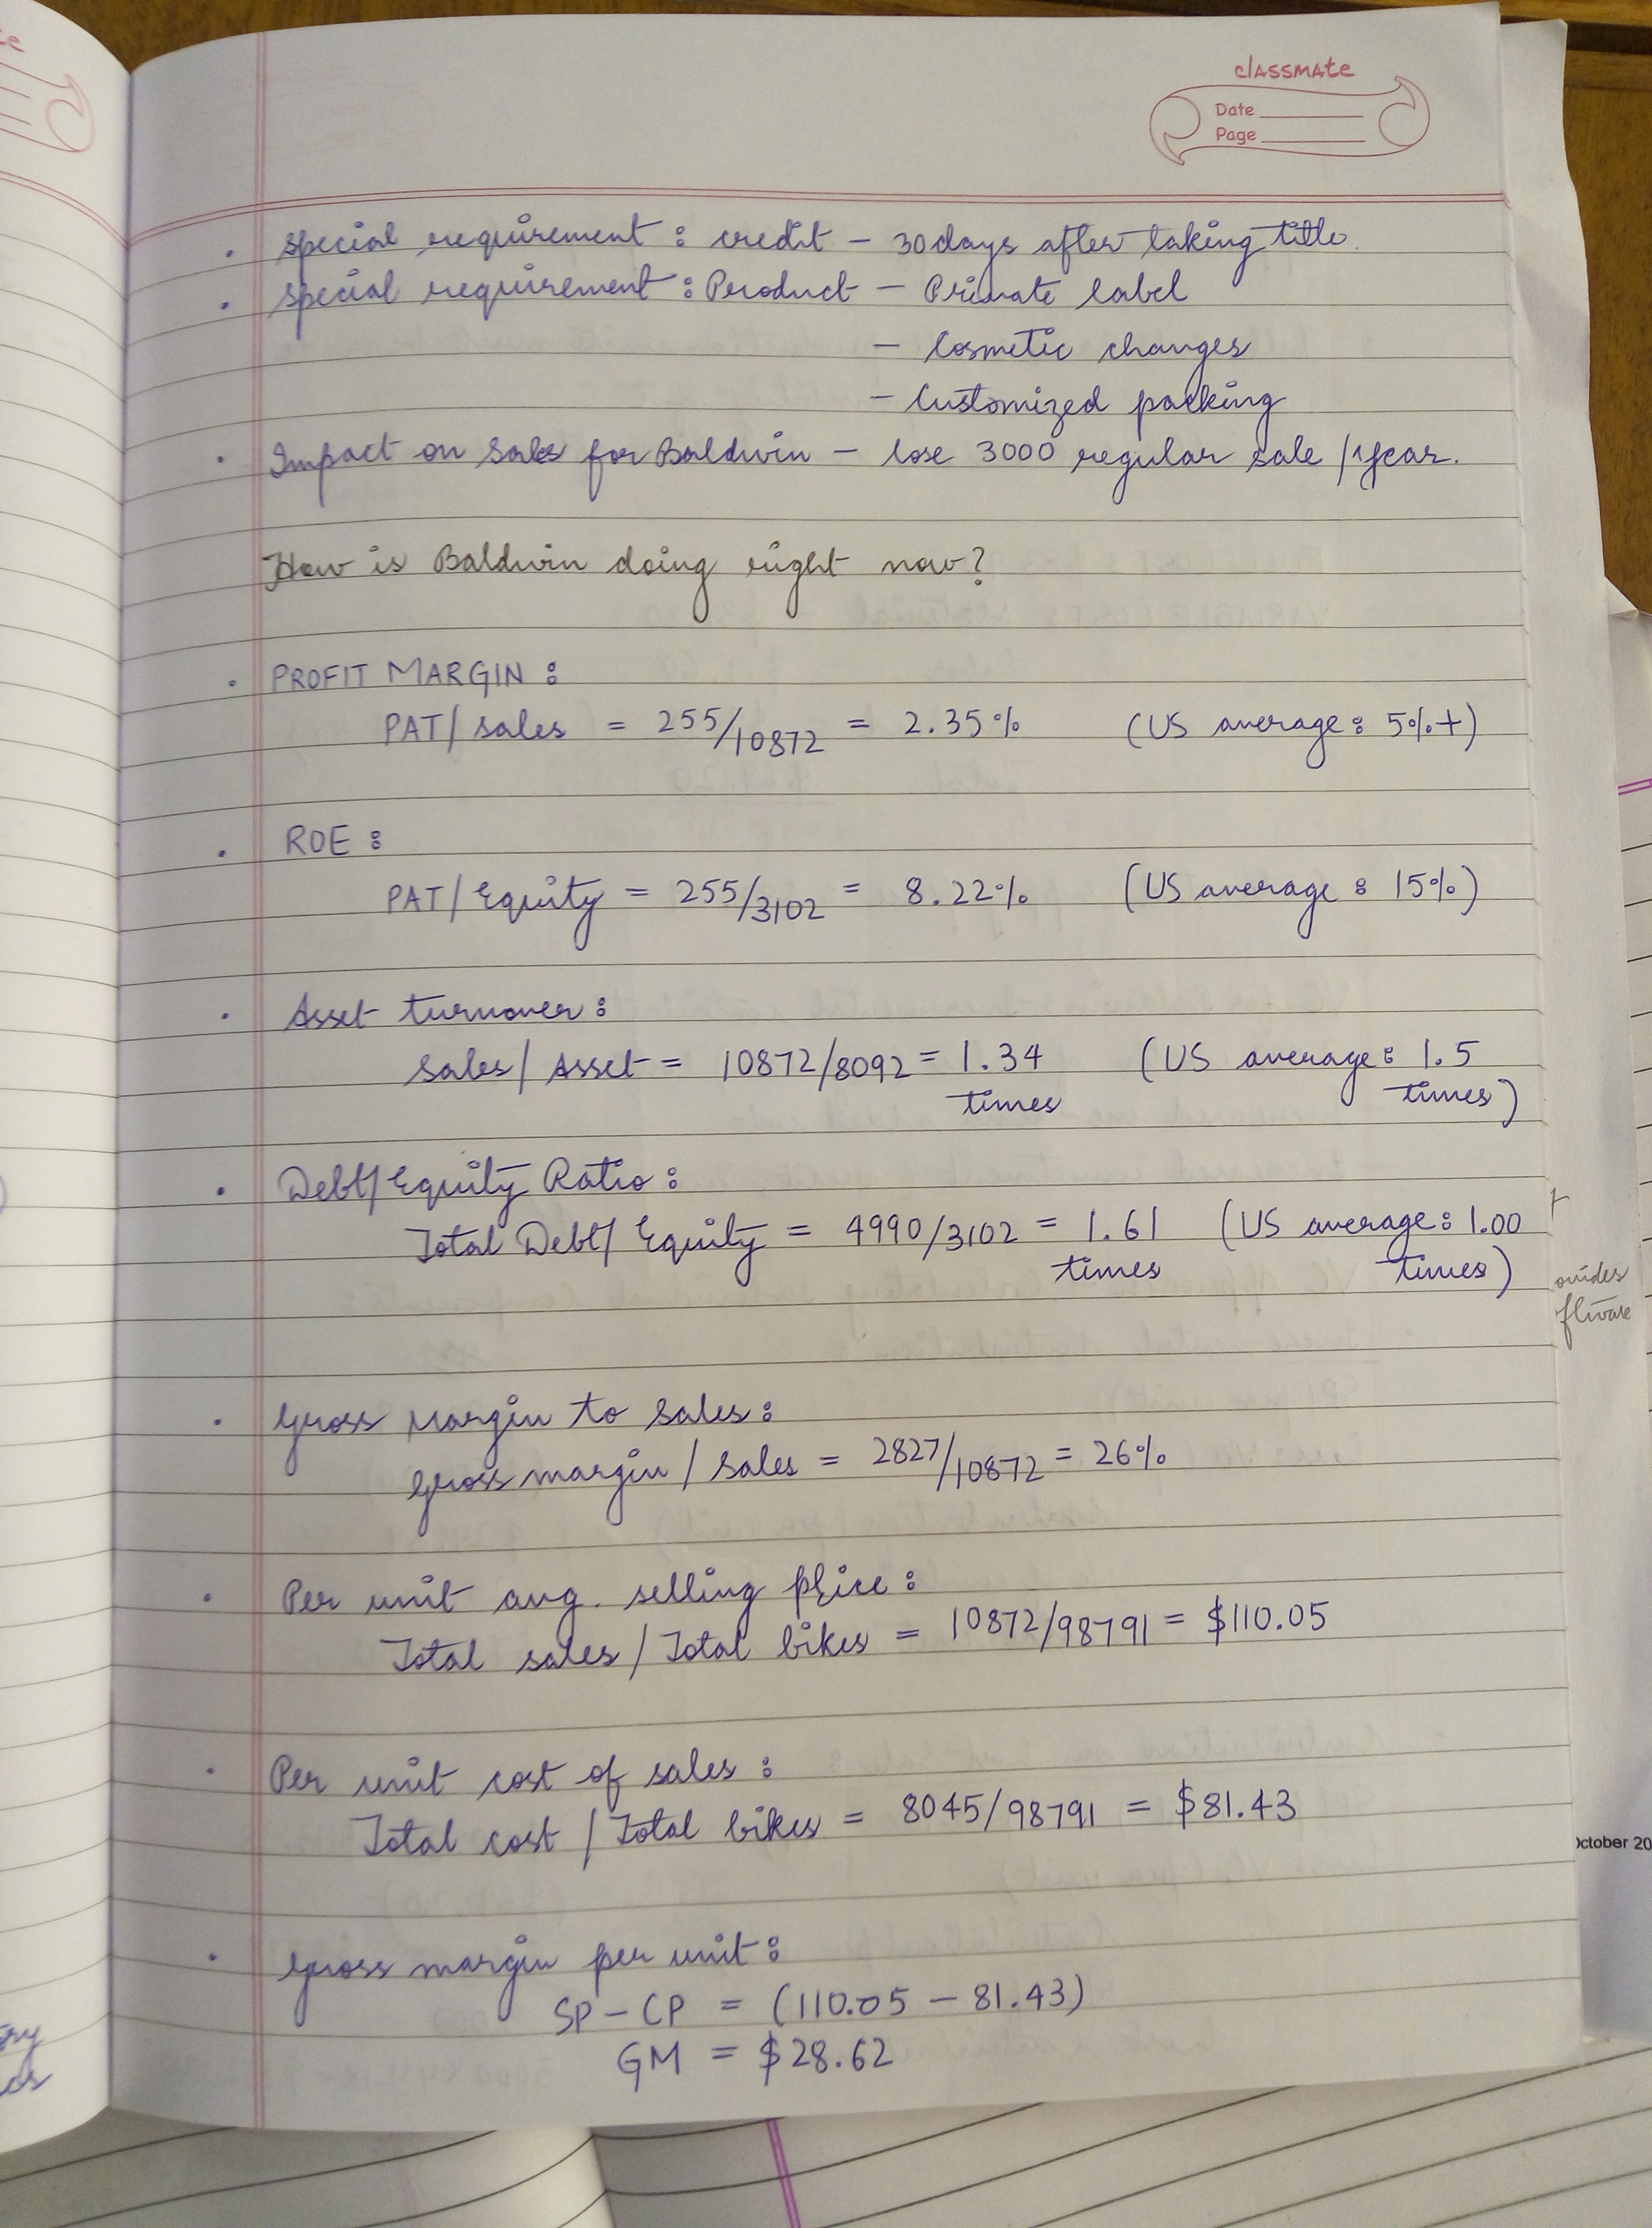 classmate
Date
Page
• Special requirement : credit – 30 days after taking title.
• Special requirement : Product – Private label
– Cosmetic changes
– Customized packing
• Impact on Sales for Baldwin – lose 3000 regular sale / 1 year.
How is Baldwin doing right now?
• PROFIT MARGIN :
PAT/ Sales = 255/10872 = 2.35% (US average : 5%+)
• ROE :
PAT/ Equity = 255/3102 = 8.22% (US average : 15%)
• Asset turnover :
Sales/ Asset = 10872/8092 = 1.34 times (US average : 1.5 times)
• Debt/Equity Ratio :
Total Debt/ Equity = 4990/3102 = 1.61 times (US average : 1.00 times)
• Gross Margin to Sales :
Gross margin / Sales = 2827/10872 = 26%
• Per unit avg. selling price :
Total sales / Total bikes = 10872/98791 = $110.05
• Per unit cost of sales :
Total cost / Total bikes = 8045/98791 = $81.43
• Gross margin per unit :
SP – CP = (110.05 – 81.43)
GM = $28.62
October 20